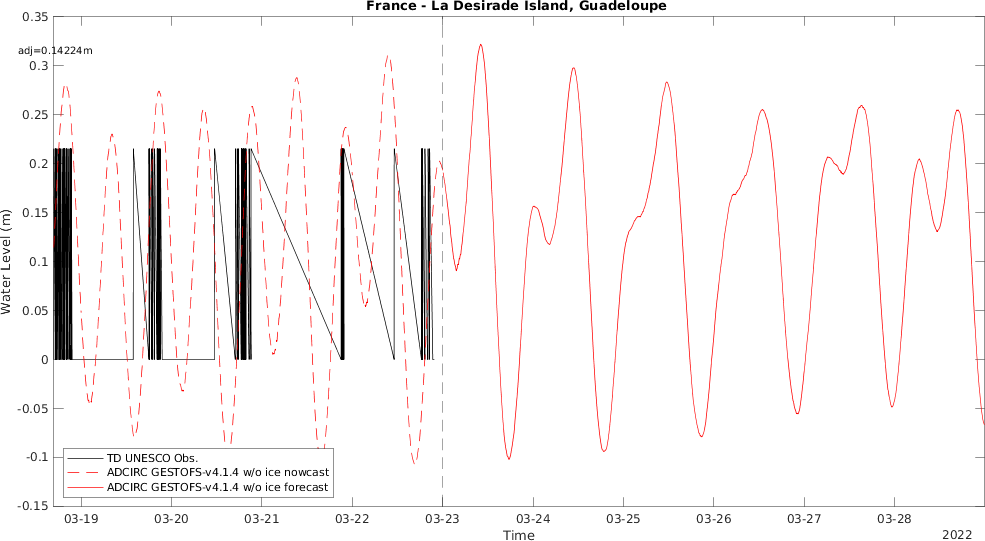 France - La Desirade Island, Guadeloupe
adj=0.14224m
0.35
0.3
0.25
0.2
0.15
0.1
0.05
0
-0.05
-0.1
-0.15
Water Level (m)
TD UNESCO Obs.
ADCIRC GESTOFS-v4.1.4 w/o ice nowcast
ADCIRC GESTOFS-v4.1.4 w/o ice forecast
03-19 03-20 03-21 03-22 03-23 03-24 03-25 03-26 03-27 03-28
Time
2022